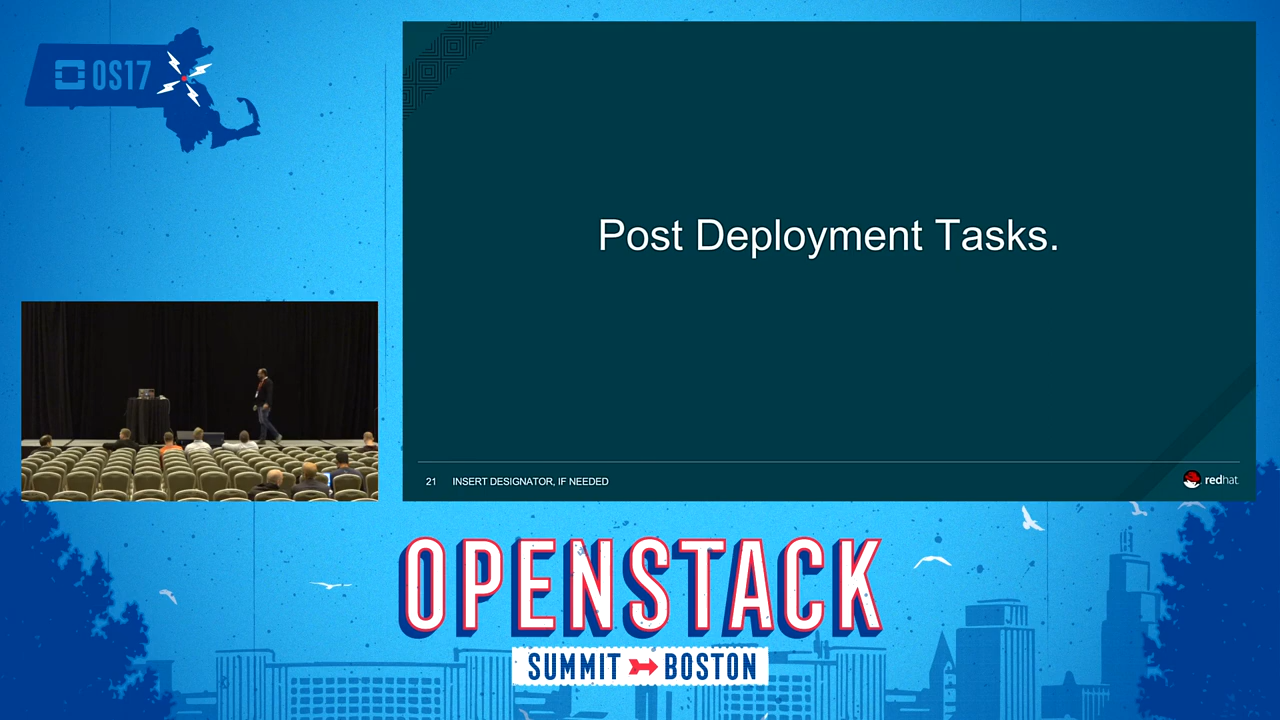 OS17
Post Deployment Tasks.
21 INSERT DESIGNATOR, IF NEEDED
redhat.
OPENSTACK
SUMMIT BOSTON